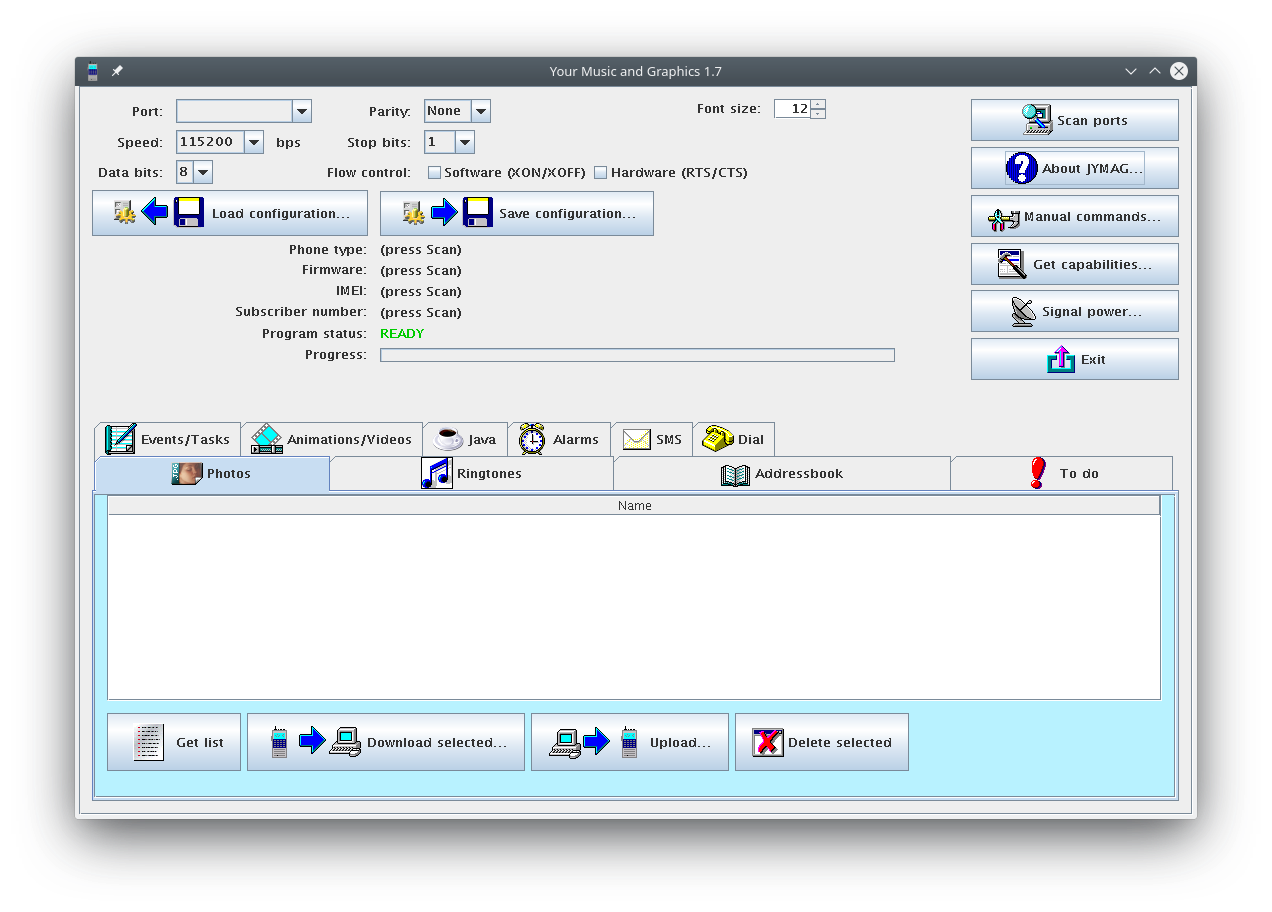 Your Music and Graphics 1.7
Port:
Parity: None
Font size: 12
Scan ports
Speed: 115200 bps
Stop bits: 1
About JYMAG...
Data bits: 8
Flow control: Software (XON/XOFF) Hardware (RTS/CTS)
Load configuration...
Save configuration...
Manual commands...
Phone type: (press Scan)
Get capabilities...
Firmware: (press Scan)
IMEI: (press Scan)
Subscriber number: (press Scan)
Signal power...
Program status: READY
Progress:
Exit
Events/Tasks
Animations/Videos
Java
Alarms
SMS
Dial
JPG
Photos
Ringtones
Addressbook
To do
Name
Get list
Download selected...
Upload...
Delete selected